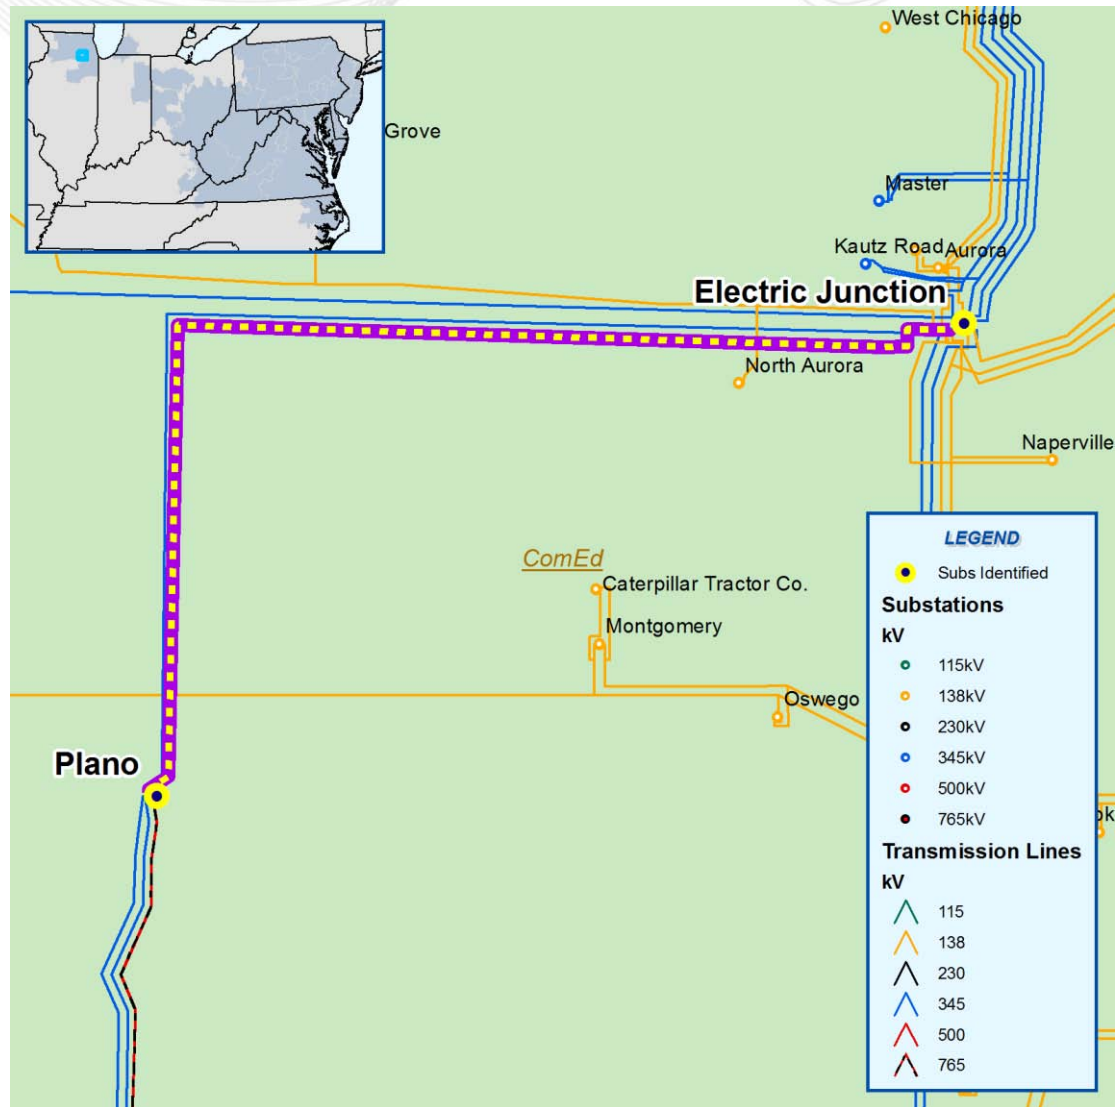 West Chicago
Grove
Master
Kautz Road
Aurora
Electric Junction
North Aurora
Naperville
ComEd
Caterpillar Tractor Co.
Montgomery
Oswego
Plano
LEGEND
Subs Identified
Substations
kV
115kV
138kV
230kV
345kV
500kV
765kV
Transmission Lines
kV
115
138
230
345
500
765